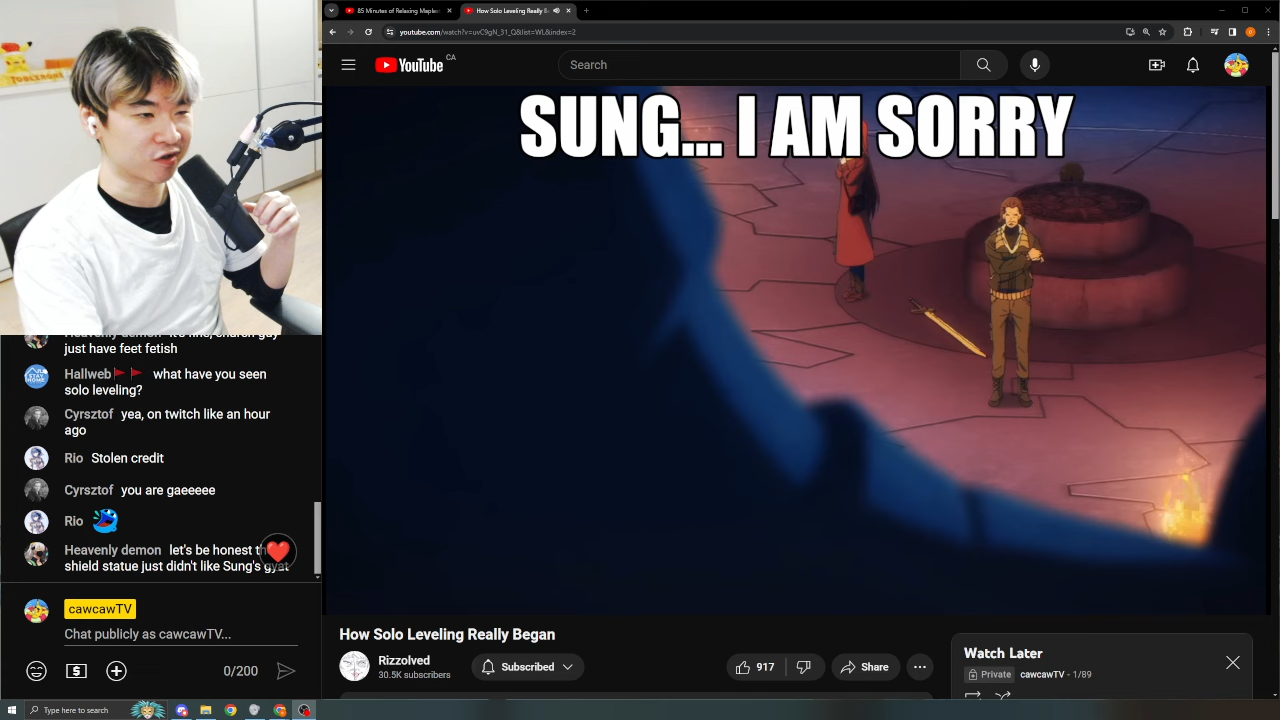 85 Minutes of Relaxing Maples
How Solo Leveling Really B
youtube.com/watch?v=uvC9gN_31_Q&list=WL&index=2
YouTube CA
Search
SUNG... I AM SORRY
just have feet fetish
Hallweb what have you seen
solo leveling?
Cyrsztof yea, on twitch like an hour
ago
Rio Stolen credit
Cyrsztof you are gaeeeee
Rio
Heavenly demon let's be honest th
shield statue just didn't like Sung's gyat
cawcawTV
Chat publicly as cawcawTV...
0/200
How Solo Leveling Really Began
Rizzolved
30.5K subscribers
Subscribed
917
Share
Watch Later
Private cawcawTV - 1/89
Type here to search